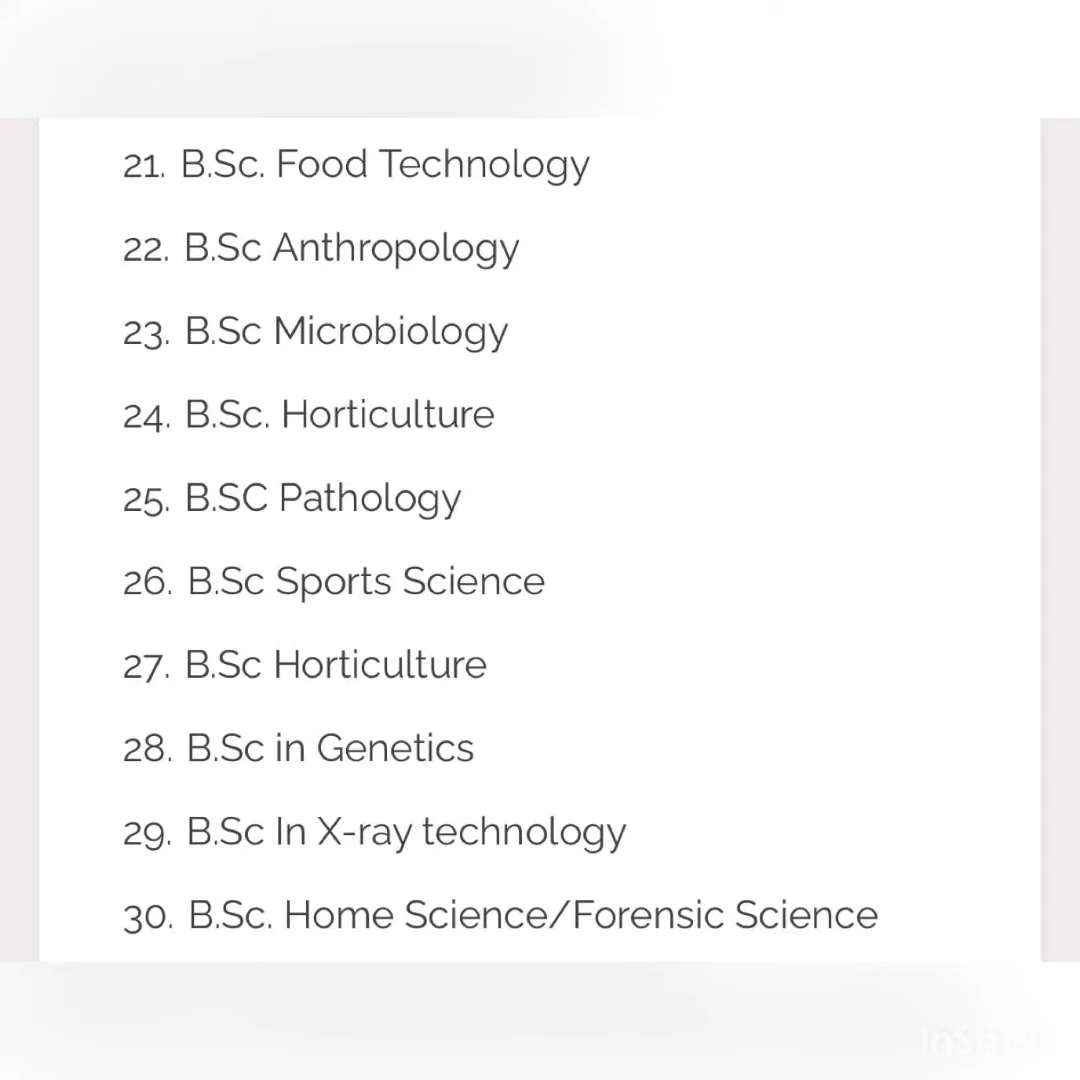 21. B.Sc. Food Technology
22. B.Sc Anthropology
23. B.Sc Microbiology
24. B.Sc. Horticulture
25. B.SC Pathology
26. B.Sc Sports Science
27. B.Sc Horticulture
28. B.Sc in Genetics
29. B.Sc In X-ray technology
30. B.Sc. Home Science/Forensic Science